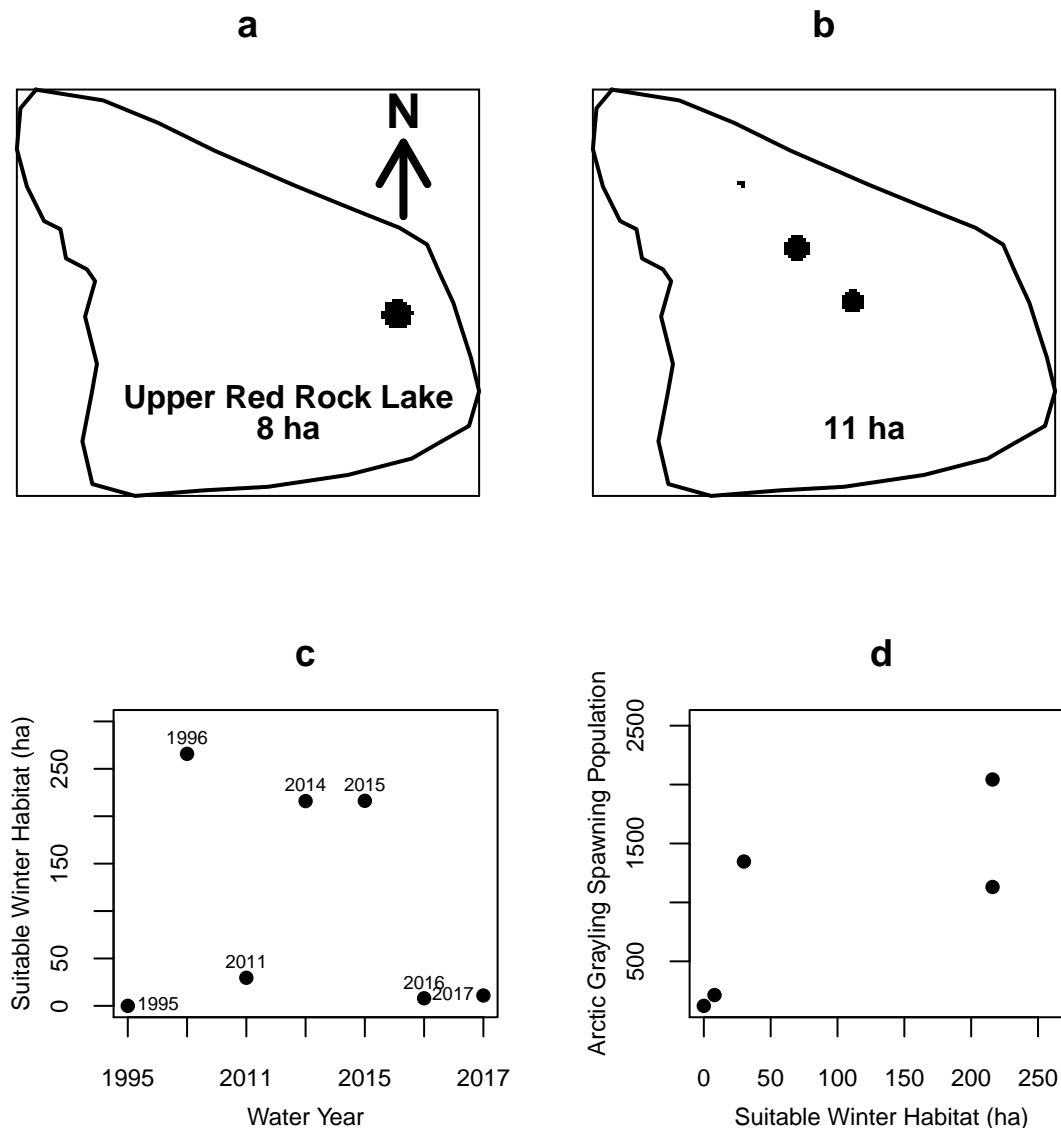 a
b
N
Upper Red Rock Lake
8 ha
11 ha
c
Suitable Winter Habitat (ha)
0
50
150
250
1996
2014
2015
2011
2016
2017
1995
1995
2011
2015
2017
Water Year
d
Arctic Grayling Spawning Population
500
1500
2500
0
50
100
150
200
250
Suitable Winter Habitat (ha)